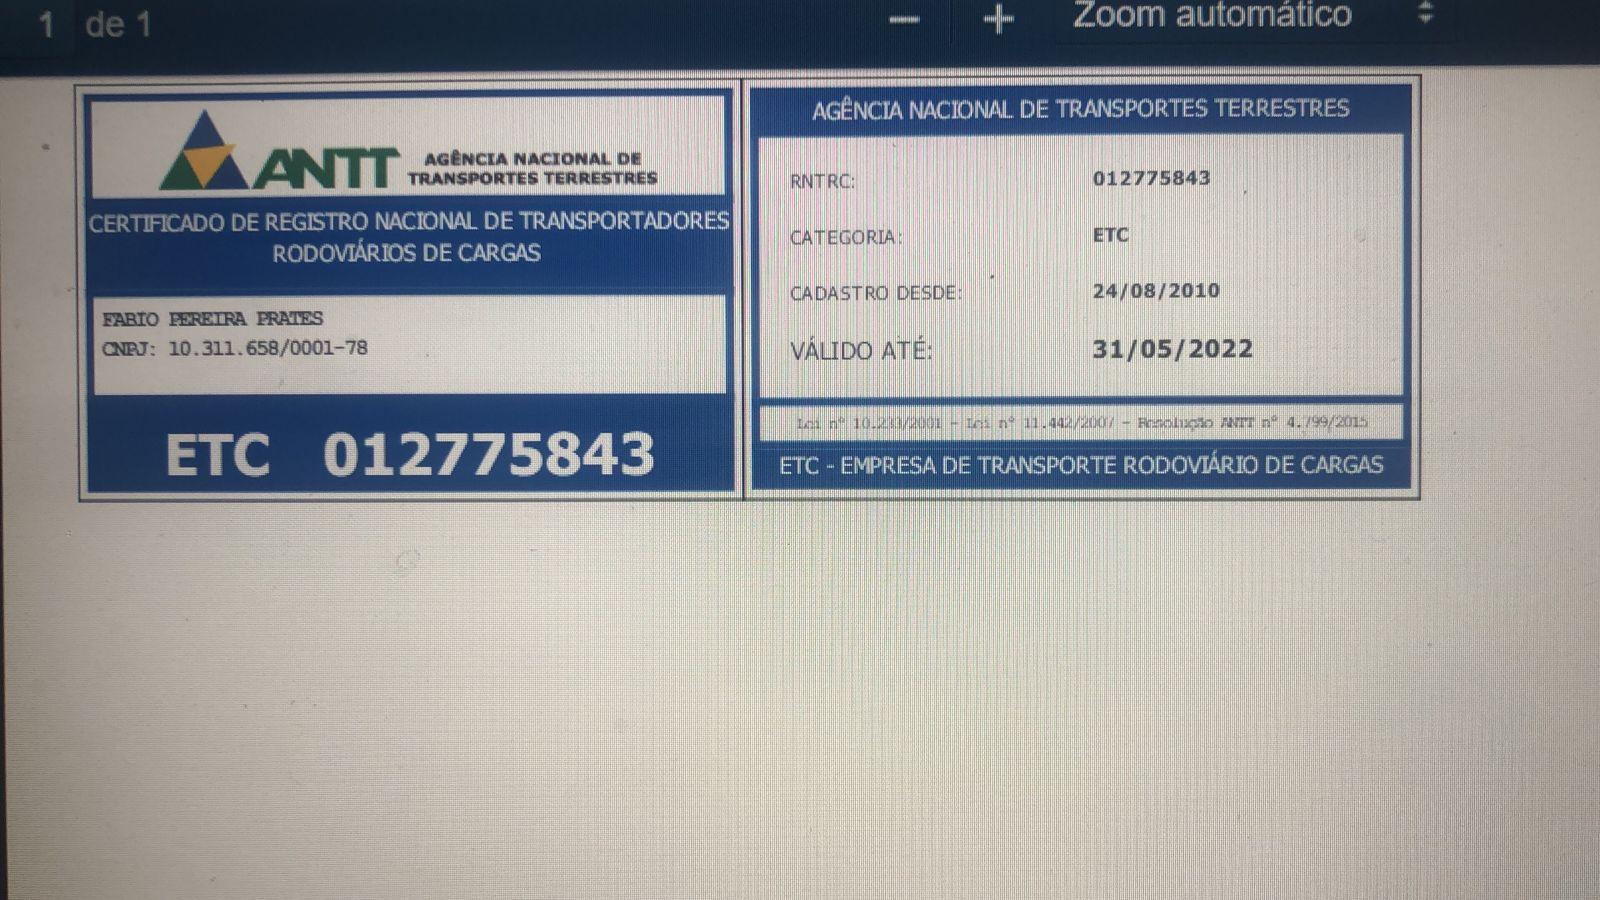 1 de 1
Zoom automático
ANTT AGÊNCIA NACIONAL DE
TRANSPORTES TERRESTRES
CERTIFICADO DE REGISTRO NACIONAL DE TRANSPORTADORES
RODOVIÁRIOS DE CARGAS
FABIO PEREIRA PRATES
CNPJ: 10.311.658/0001-78
ETC 012775843
AGÊNCIA NACIONAL DE TRANSPORTES TERRESTRES
RNTRC: 012775843
CATEGORIA: ETC
CADASTRO DESDE: 24/08/2010
VÁLIDO ATÉ: 31/05/2022
Lei nº 10.233/2001 - Lei nº 11.442/2007 - Resolução ANTT nº 4.799/2015
ETC - EMPRESA DE TRANSPORTE RODOVIÁRIO DE CARGAS